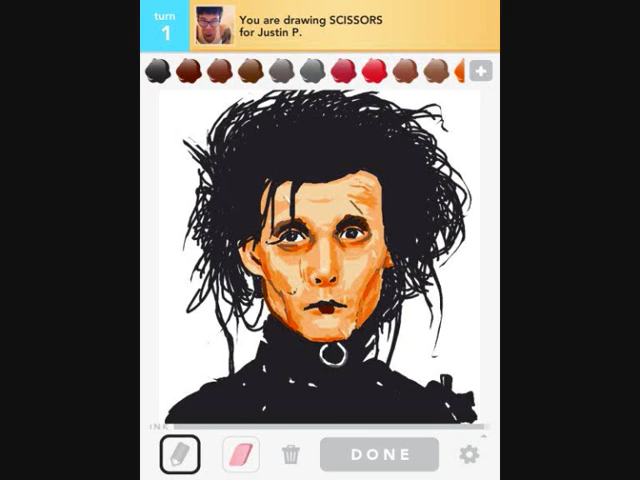 turn
1
You are drawing SCISSORS
for Justin P.
INK
DONE